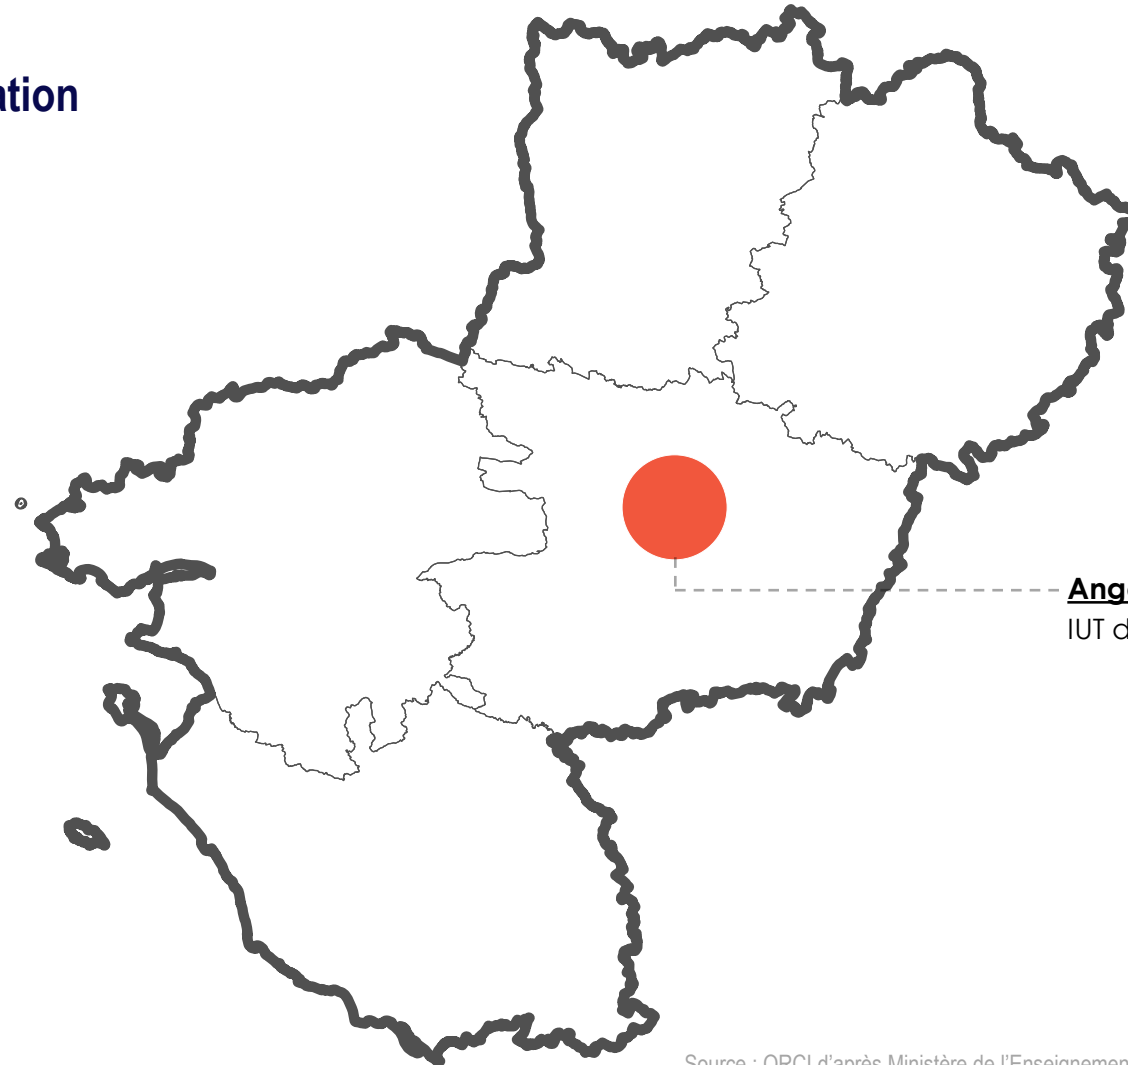 ation
Ang
IUT d
Source : ORCI d'après Ministère de l'Enseignemen